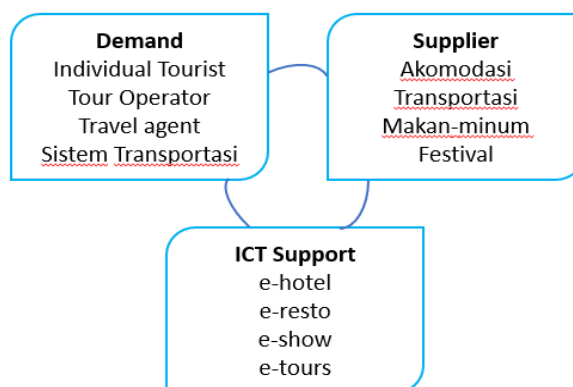 Demand
Individual Tourist
Tour Operator
Travel agent
Sistem Transportasi
Supplier
Akomodasi
Transportasi
Makan-minum
Festival
ICT Support
e-hotel
e-resto
e-show
e-tours